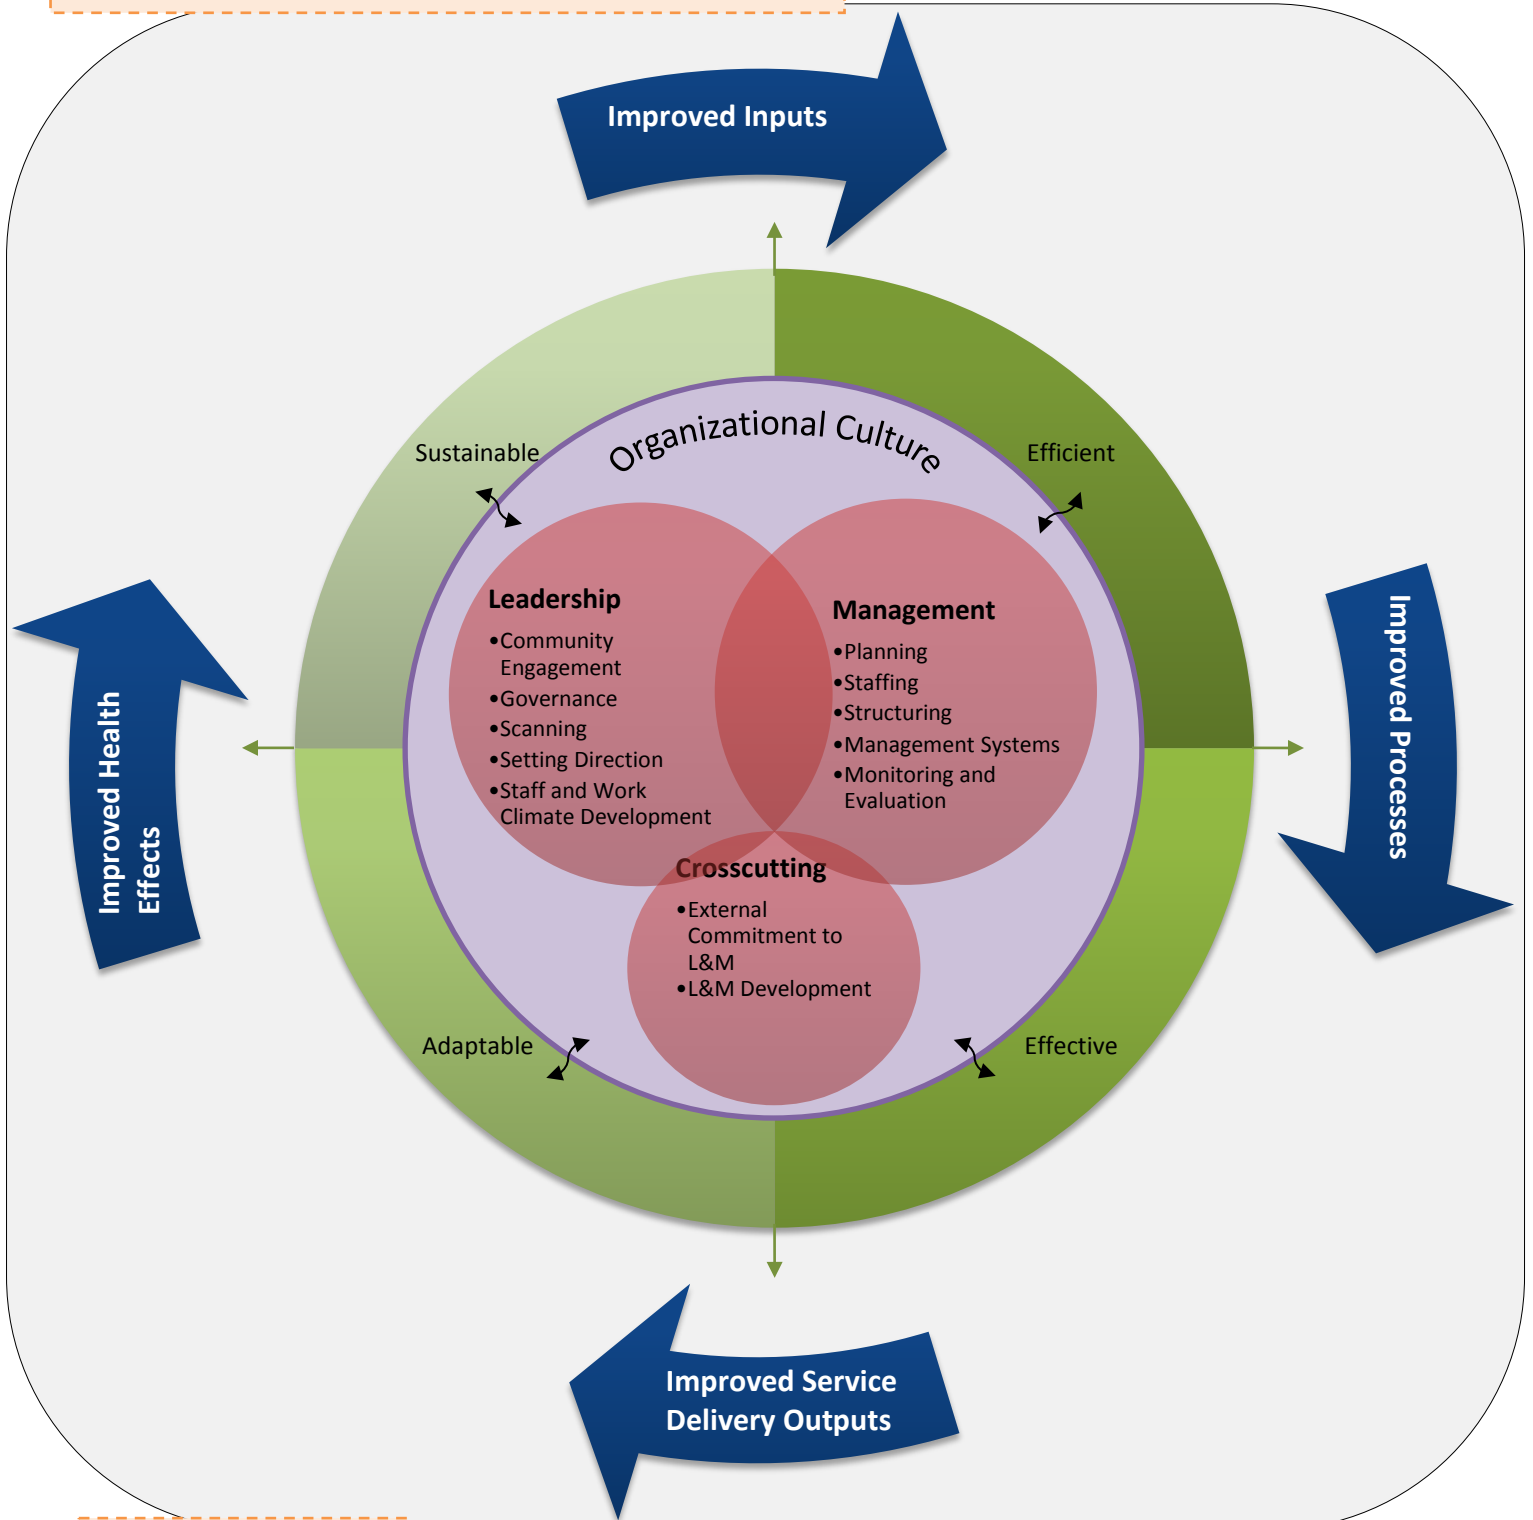 Improved Inputs
Organizational Culture
Sustainable
Efficient
Leadership
•Community
Engagement
•Governance
•Scanning
•Setting Direction
•Staff and Work
Climate Development
Management
•Planning
•Staffing
•Structuring
•Management Systems
•Monitoring and
Evaluation
Crosscutting
•External
Commitment to
L&M
•L&M Development
Adaptable
Effective
Improved Health
Effects
Improved Processes
Improved Service
Delivery Outputs